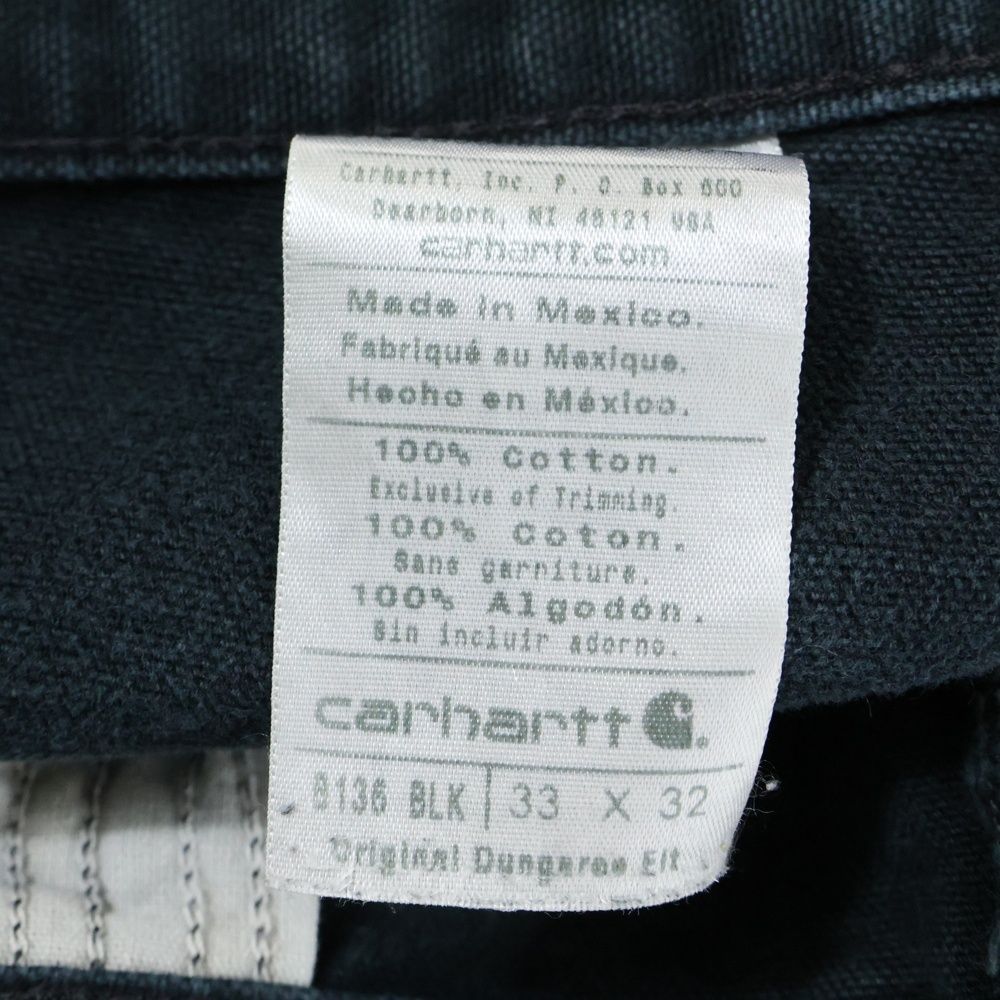 Carhartt, Inc. P. O. Box 600
Dearborn, MI 48121 USA
carhartt.com
Made in Mexico.
Fabriqué au Mexique.
Hecho en México.
100% Cotton.
Exclusive of Trimming.
100% Coton.
Sans garniture.
100% Algodón.
Sin incluir adorno.
carhartt
8136 BLK | 33 X 32
Original Dungaree Fit